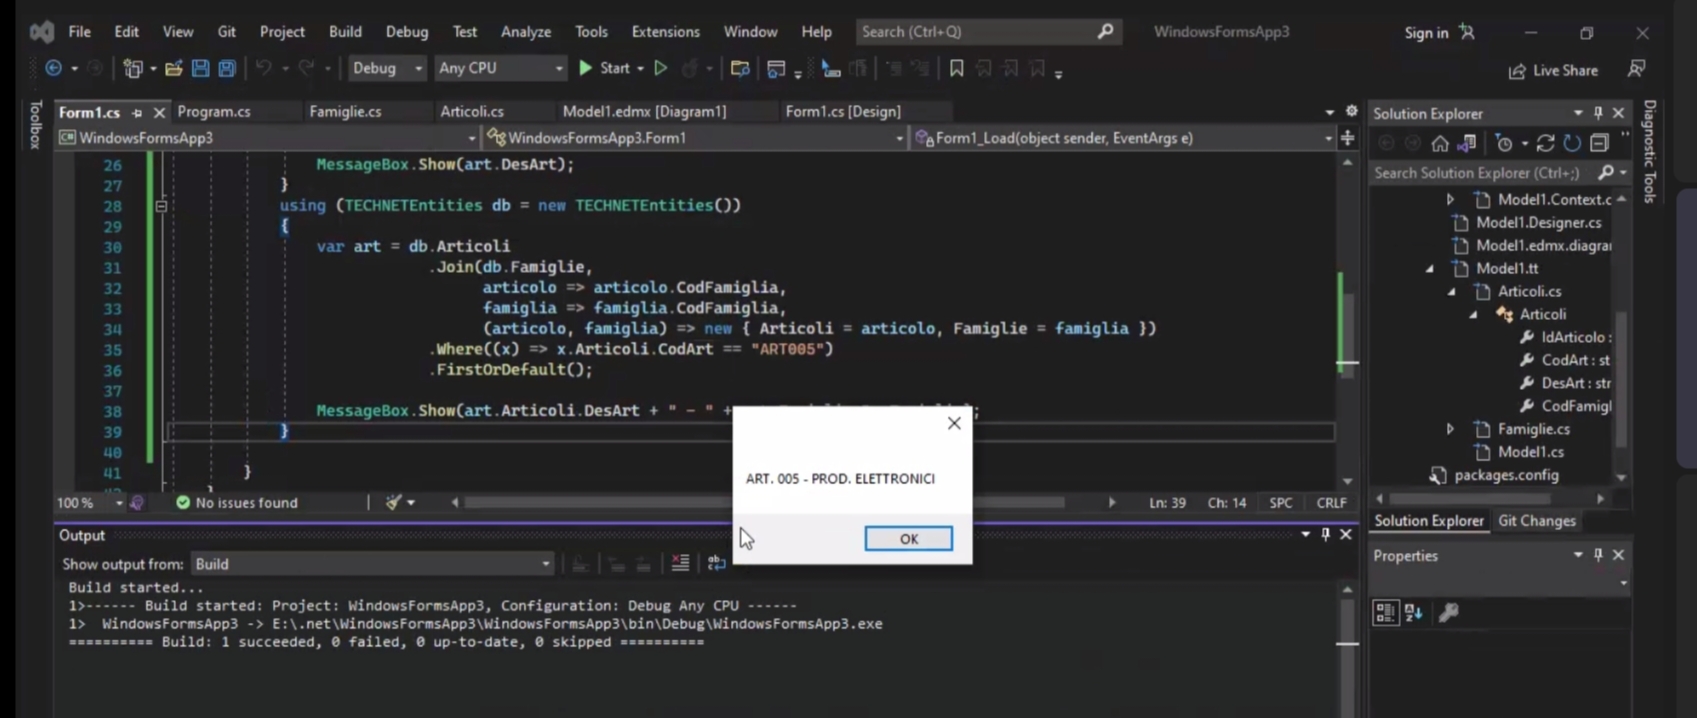 File Edit View Git Project Build Debug Test Analyze Tools Extensions Window Help Search (Ctrl+Q) WindowsFormsApp3 Sign in
Debug Any CPU Start Live Share
Toolbox
Form1.cs Program.cs Famiglie.cs Articoli.cs Model1.edmx [Diagram1] Form1.cs [Design]
WindowsFormsApp3 WindowsFormsApp3.Form1 Form1_Load(object sender, EventArgs e)
26 MessageBox.Show(art.DesArt);
27 }
28 using (TECHNETEntities db = new TECHNETEntities())
29 {
30 var art = db.Articoli
31 .Join(db.Famiglie,
32 articolo => articolo.CodFamiglia,
33 famiglia => famiglia.CodFamiglia,
34 (articolo, famiglia) => new { Articoli = articolo, Famiglie = famiglia })
35 .Where((x) => x.Articoli.CodArt == "ART005")
36 .FirstOrDefault();
37
38 MessageBox.Show(art.Articoli.DesArt + " - " +
39 }
40
41 }
100 % No issues found Ln: 39 Ch: 14 SPC CRLF
ART. 005 - PROD. ELETTRONICI
OK
Output
Show output from: Build
Build started...
1>------ Build started: Project: WindowsFormsApp3, Configuration: Debug Any CPU ------
1> WindowsFormsApp3 -> E:\.net\WindowsFormsApp3\WindowsFormsApp3\bin\Debug\WindowsFormsApp3.exe
========== Build: 1 succeeded, 0 failed, 0 up-to-date, 0 skipped ==========
Solution Explorer
Search Solution Explorer (Ctrl+;)
Model1.Context.c
Model1.Designer.cs
Model1.edmx.diagra
Model1.tt
Articoli.cs
Articoli
IdArticolo :
CodArt : st
DesArt : str
CodFamigl
Famiglie.cs
Model1.cs
packages.config
Solution Explorer Git Changes
Properties
Diagnostic Tools